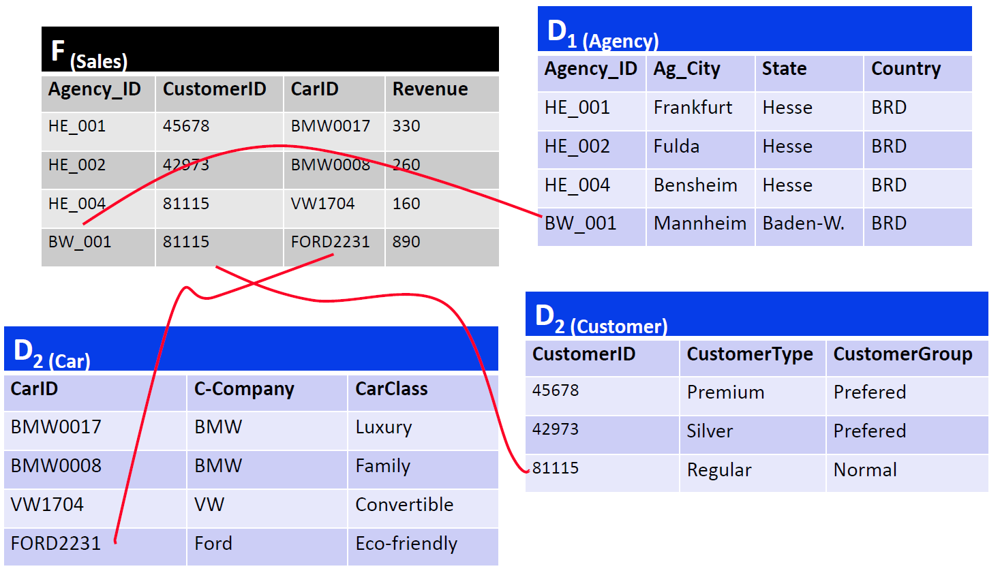 F (Sales)
Agency_ID CustomerID CarID Revenue
HE_001 45678 BMW0017 330
HE_002 42973 BMW0008 260
HE_004 81115 VW1704 160
BW_001 81115 FORD2231 890
D1 (Agency)
Agency_ID Ag_City State Country
HE_001 Frankfurt Hesse BRD
HE_002 Fulda Hesse BRD
HE_004 Bensheim Hesse BRD
BW_001 Mannheim Baden-W. BRD
D2 (Car)
CarID C-Company CarClass
BMW0017 BMW Luxury
BMW0008 BMW Family
VW1704 VW Convertible
FORD2231 Ford Eco-friendly
D2 (Customer)
CustomerID CustomerType CustomerGroup
45678 Premium Prefered
42973 Silver Prefered
81115 Regular Normal